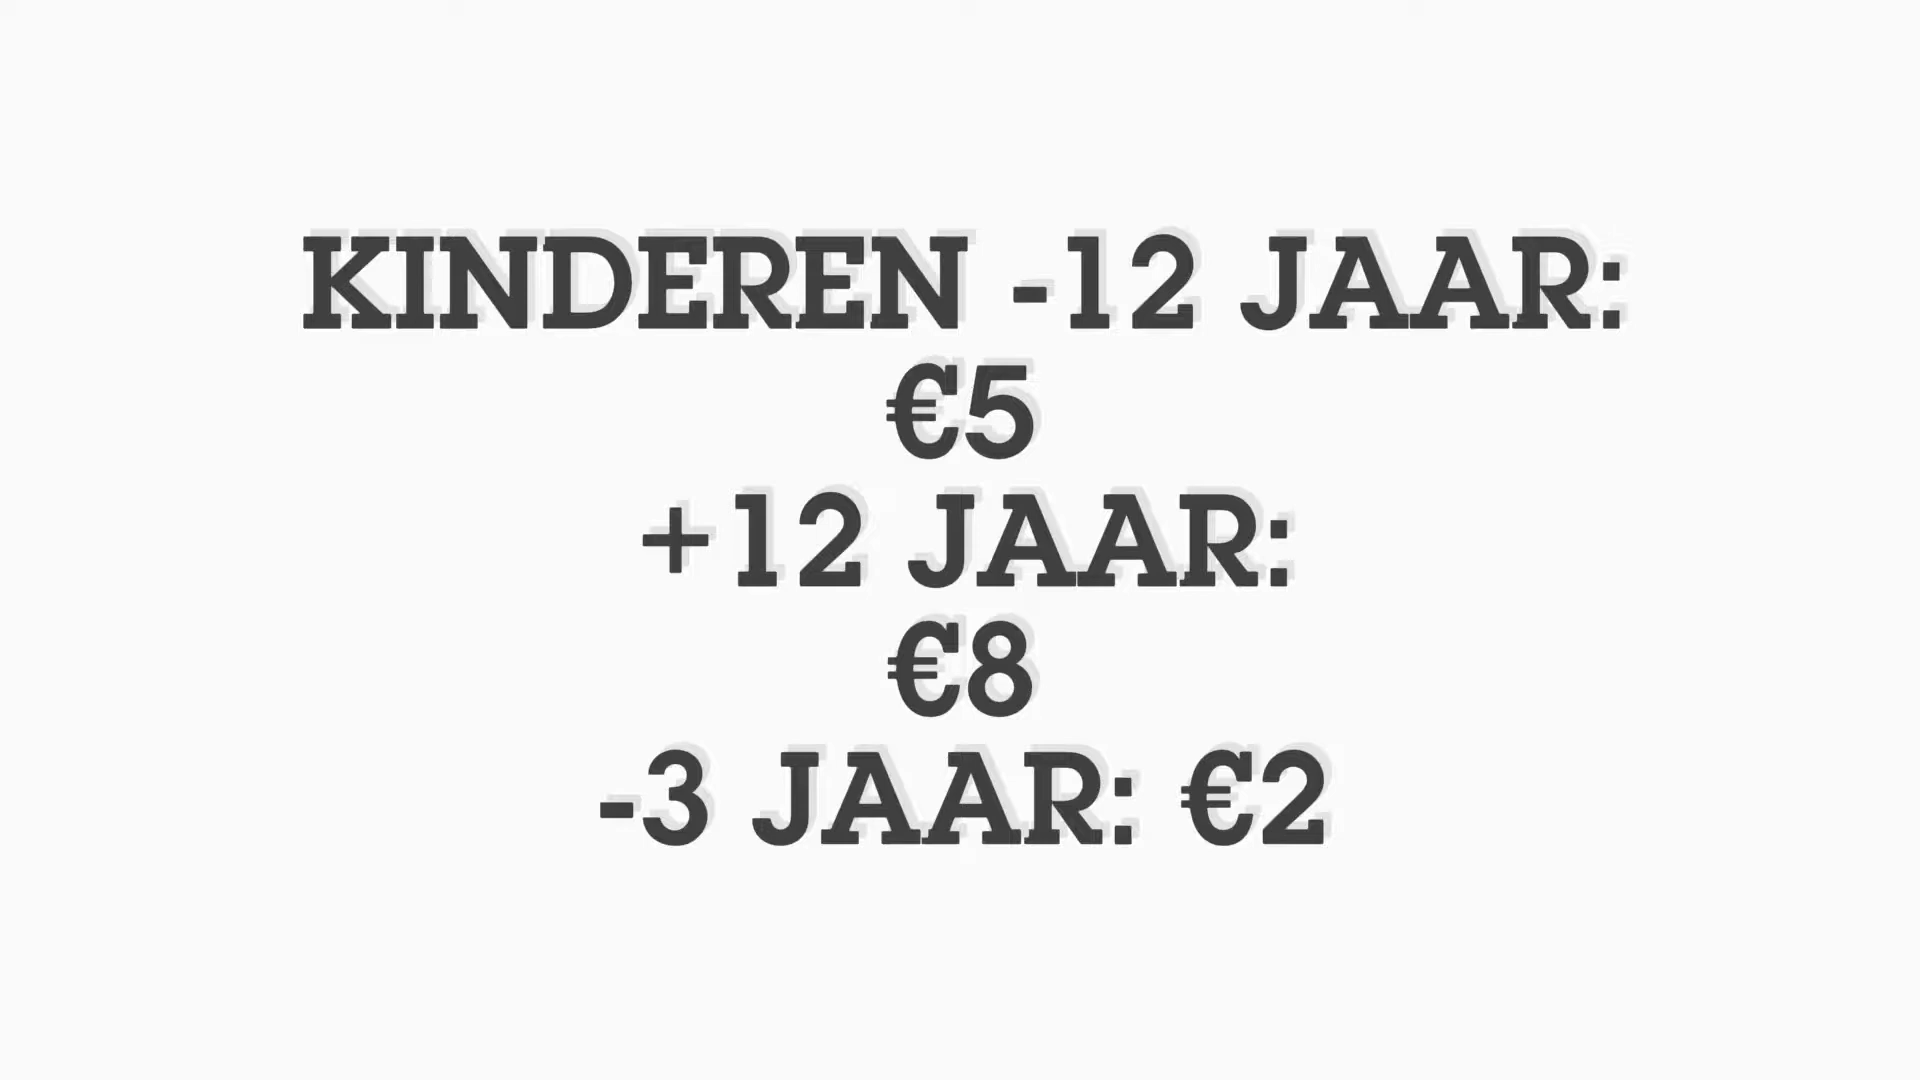 KINDEREN -12 JAAR:
€5
+12 JAAR:
€8
-3 JAAR: €2